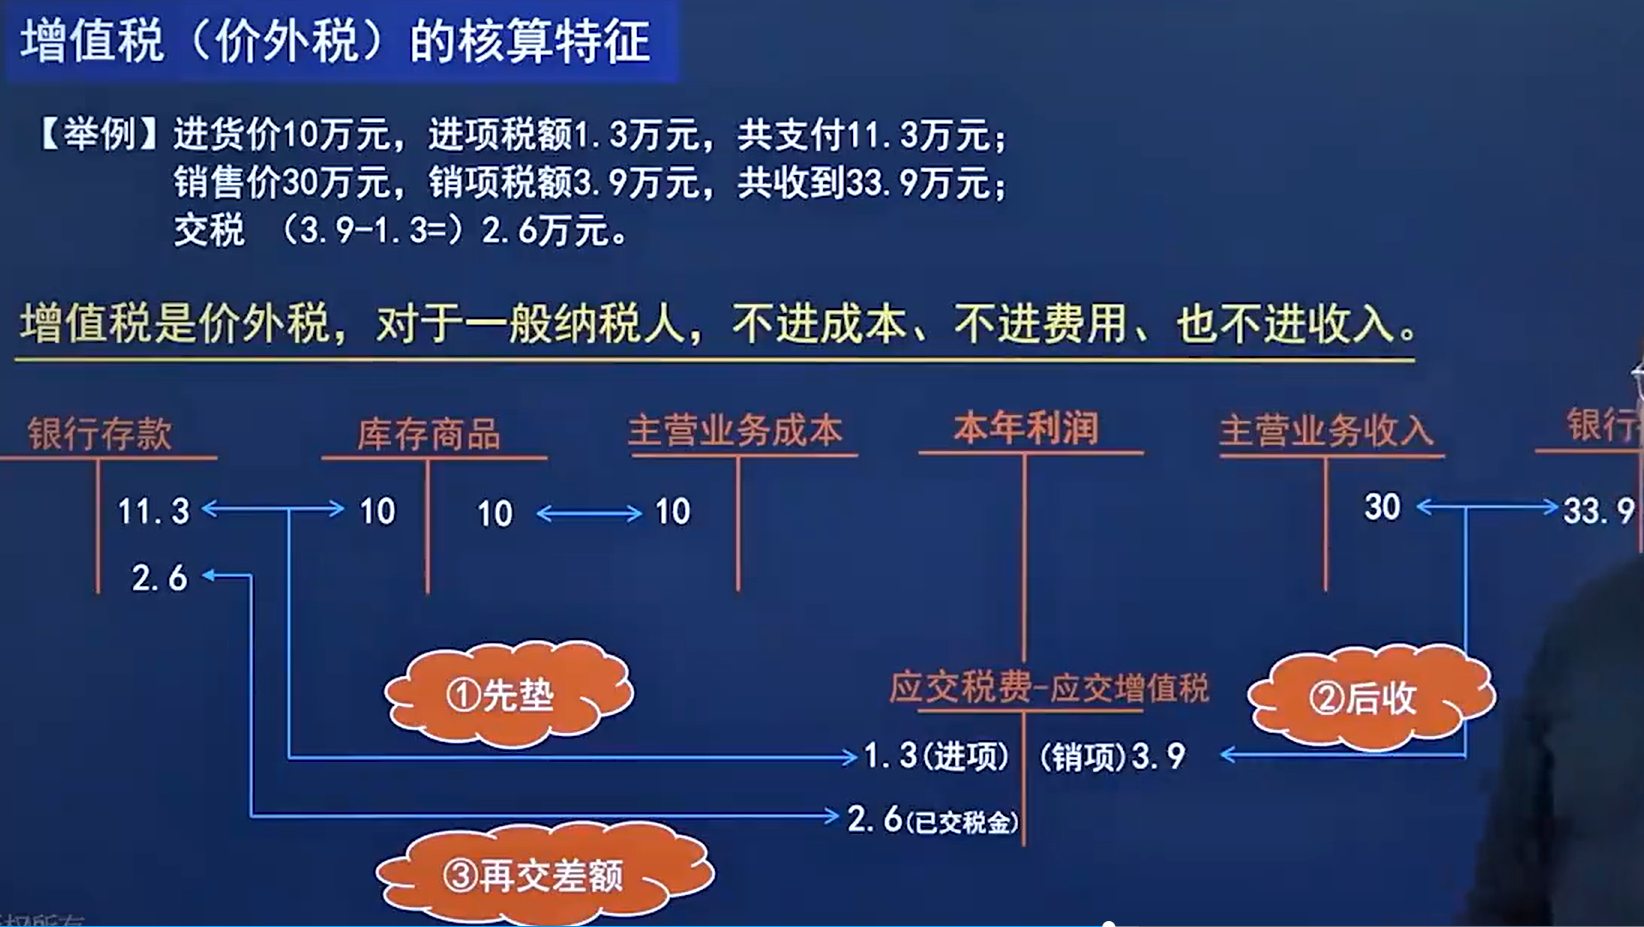 增值税（价外税）的核算特征
【举例】进货价10万元，进项税额1.3万元，共支付11.3万元；
销售价30万元，销项税额3.9万元，共收到33.9万元；
交税 （3.9-1.3=）2.6万元。
增值税是价外税，对于一般纳税人，不进成本、不进费用、也不进收入。
银行存款 库存商品 主营业务成本 本年利润 主营业务收入 银行
11.3 10 10 10 30 33.9
2.6
①先垫
应交税费-应交增值税
②后收
1.3(进项) (销项)3.9
2.6(已交税金)
③再交差额
权所有